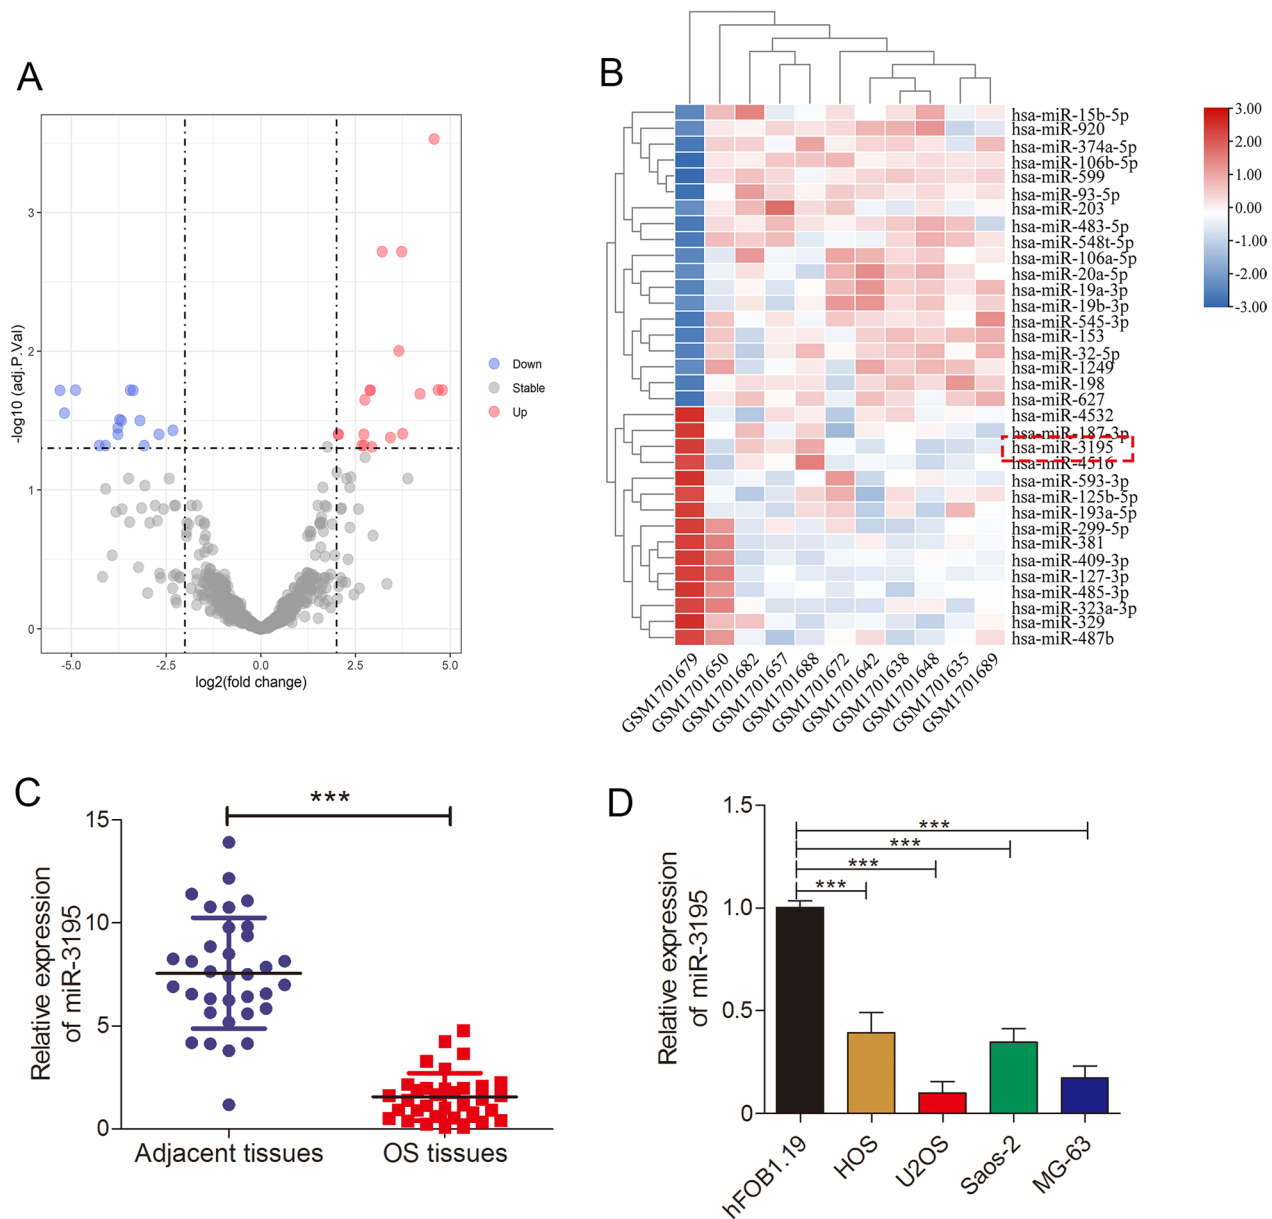 A
-log10 (adj.P.Val)
3
2
1
0
-5.0
-2.5
0.0
2.5
5.0
log2(fold change)
Down
Stable
Up
B
hsa-miR-15b-5p
hsa-miR-920
hsa-miR-374a-5p
hsa-miR-106b-5p
hsa-miR-599
hsa-miR-93-5p
hsa-miR-203
hsa-miR-483-5p
hsa-miR-548t-5p
hsa-miR-106a-5p
hsa-miR-20a-5p
hsa-miR-19a-3p
hsa-miR-19b-3p
hsa-miR-545-3p
hsa-miR-153
hsa-miR-32-5p
hsa-miR-1249
hsa-miR-198
hsa-miR-627
hsa-miR-4532
hsa-miR-187-3p
hsa-miR-3195
hsa-miR-4516
hsa-miR-593-3p
hsa-miR-125b-5p
hsa-miR-193a-5p
hsa-miR-299-5p
hsa-miR-381
hsa-miR-409-3p
hsa-miR-127-3p
hsa-miR-485-3p
hsa-miR-323a-3p
hsa-miR-329
hsa-miR-487b
GSM1701679
GSM1701650
GSM1701682
GSM1701657
GSM1701688
GSM1701672
GSM1701642
GSM1701638
GSM1701648
GSM1701635
GSM1701689
3.00
2.00
1.00
0.00
-1.00
-2.00
-3.00
C
Relative expression
of miR-3195
15
10
5
0
***
Adjacent tissues
OS tissues
D
Relative expression
of miR-3195
1.5
1.0
0.5
0
***
***
***
***
hFOB1.19
HOS
U2OS
Saos-2
MG-63